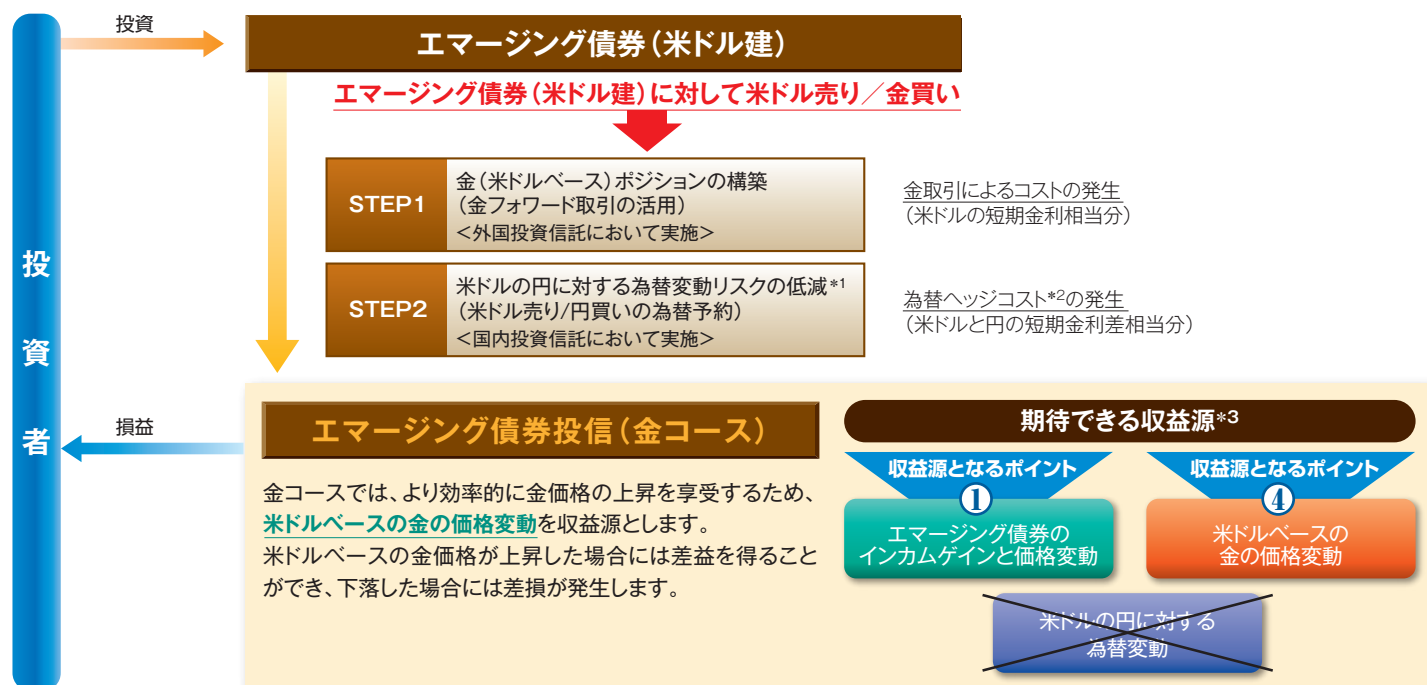 投資
エマージング債券(米ドル建)
エマージング債券(米ドル建)に対して米ドル売り/金買い
STEP1
金(米ドルベース)ポジションの構築
(金フォワード取引の活用)
<外国投資信託において実施>
金取引によるコストの発生
(米ドルの短期金利相当分)
STEP2
米ドルの円に対する為替変動リスクの低減*1
(米ドル売り/円買いの為替予約)
<国内投資信託において実施>
為替ヘッジコスト*2の発生
(米ドルと円の短期金利差相当分)
投資者
損益
エマージング債券投信(金コース)
金コースでは、より効率的に金価格の上昇を享受するため、
米ドルベースの金の価格変動を収益源とします。
米ドルベースの金価格が上昇した場合には差益を得ること
ができ、下落した場合には差損が発生します。
期待できる収益源*3
収益源となるポイント
①
エマージング債券の
インカムゲインと価格変動
収益源となるポイント
④
米ドルベースの
金の価格変動
米ドルの円に対する
為替変動